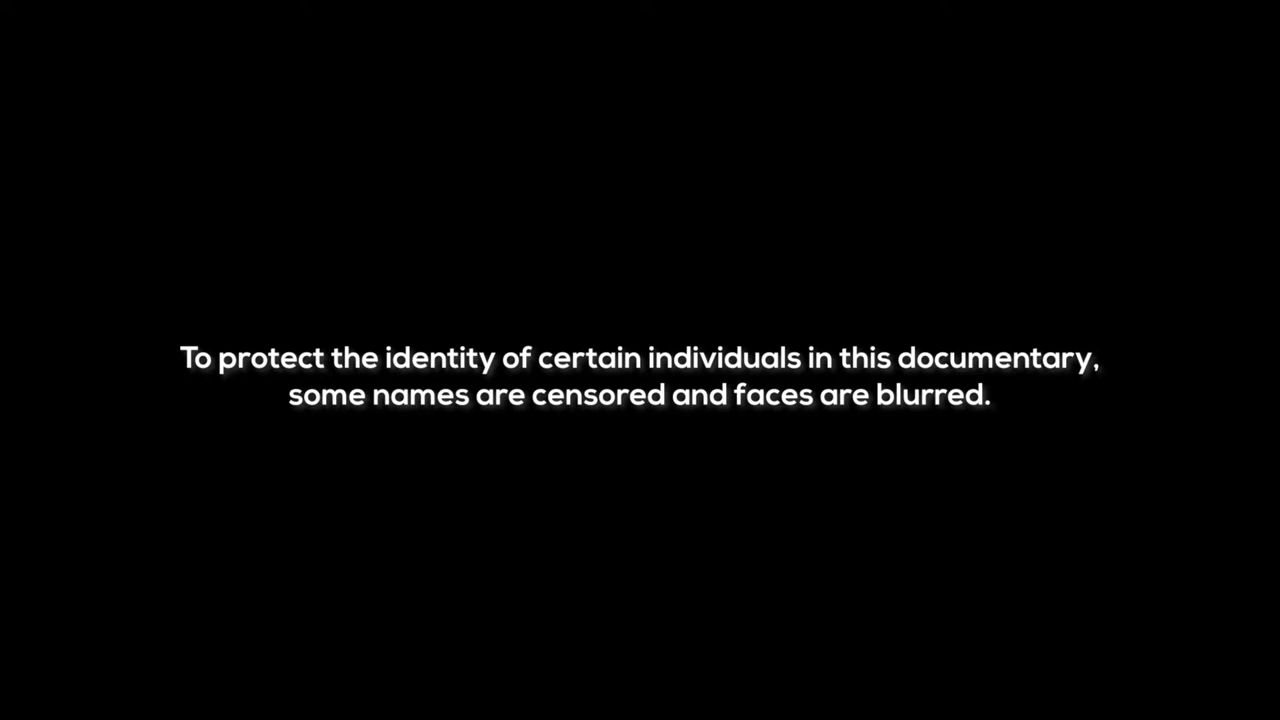 To protect the identity of certain individuals in this documentary,
some names are censored and faces are blurred.